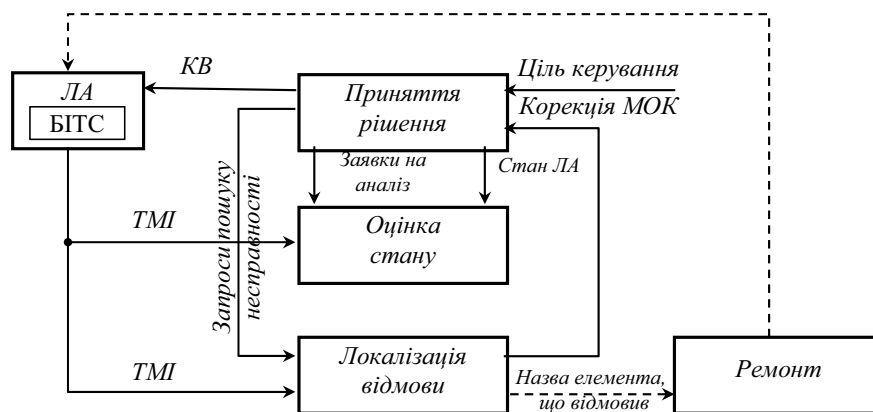 КВ
Ціль керування
ЛА
БІТС
Приняття
рішення
Корекція МОК
Заявки на
аналіз
Стан ЛА
Запроси пошуку
несправності
ТМІ
Оцінка
стану
ТМІ
Локалізація
відмови
Назва елемента,
що відмовив
Ремонт